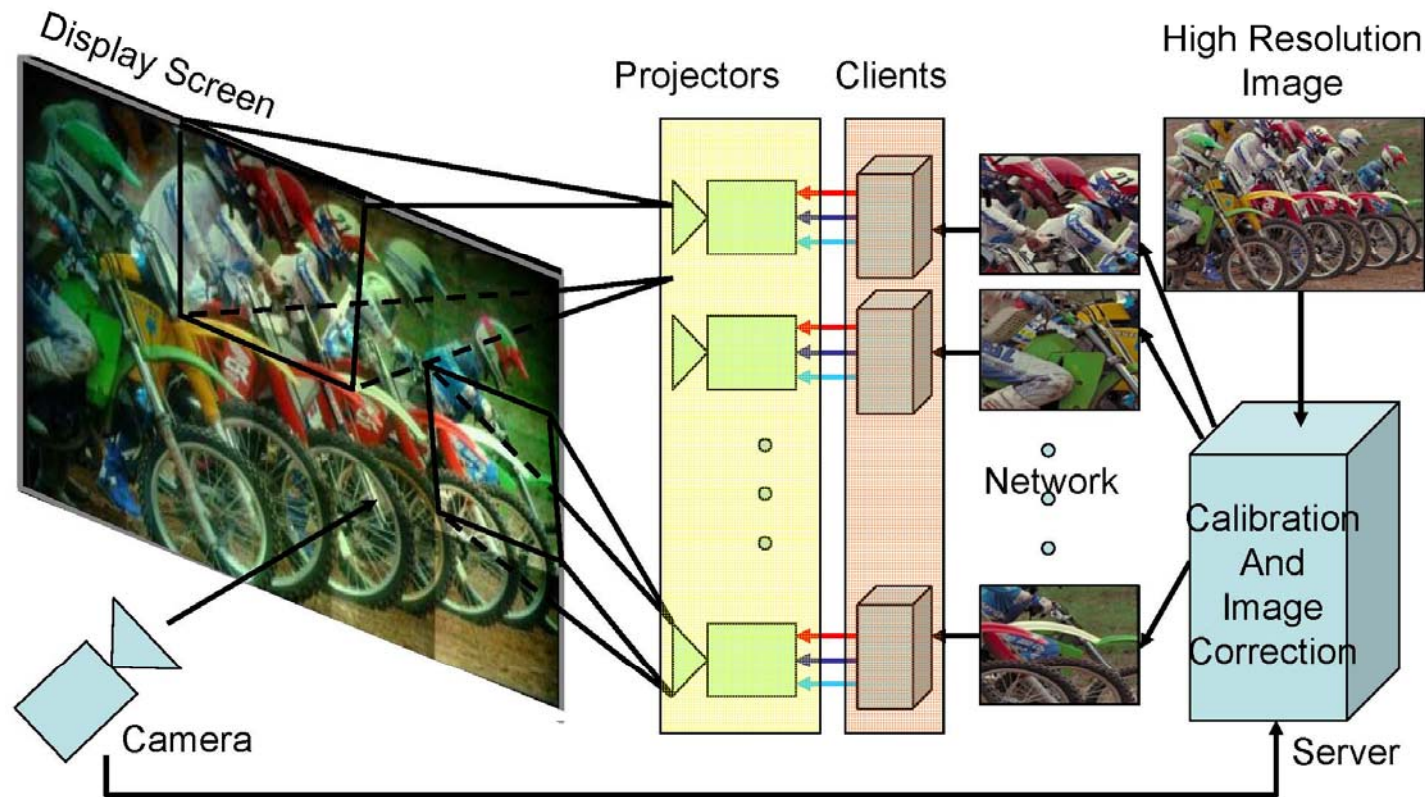 Display Screen
Projectors
Clients
High Resolution
Image
Network
Calibration
And
Image
Correction
Camera
Server